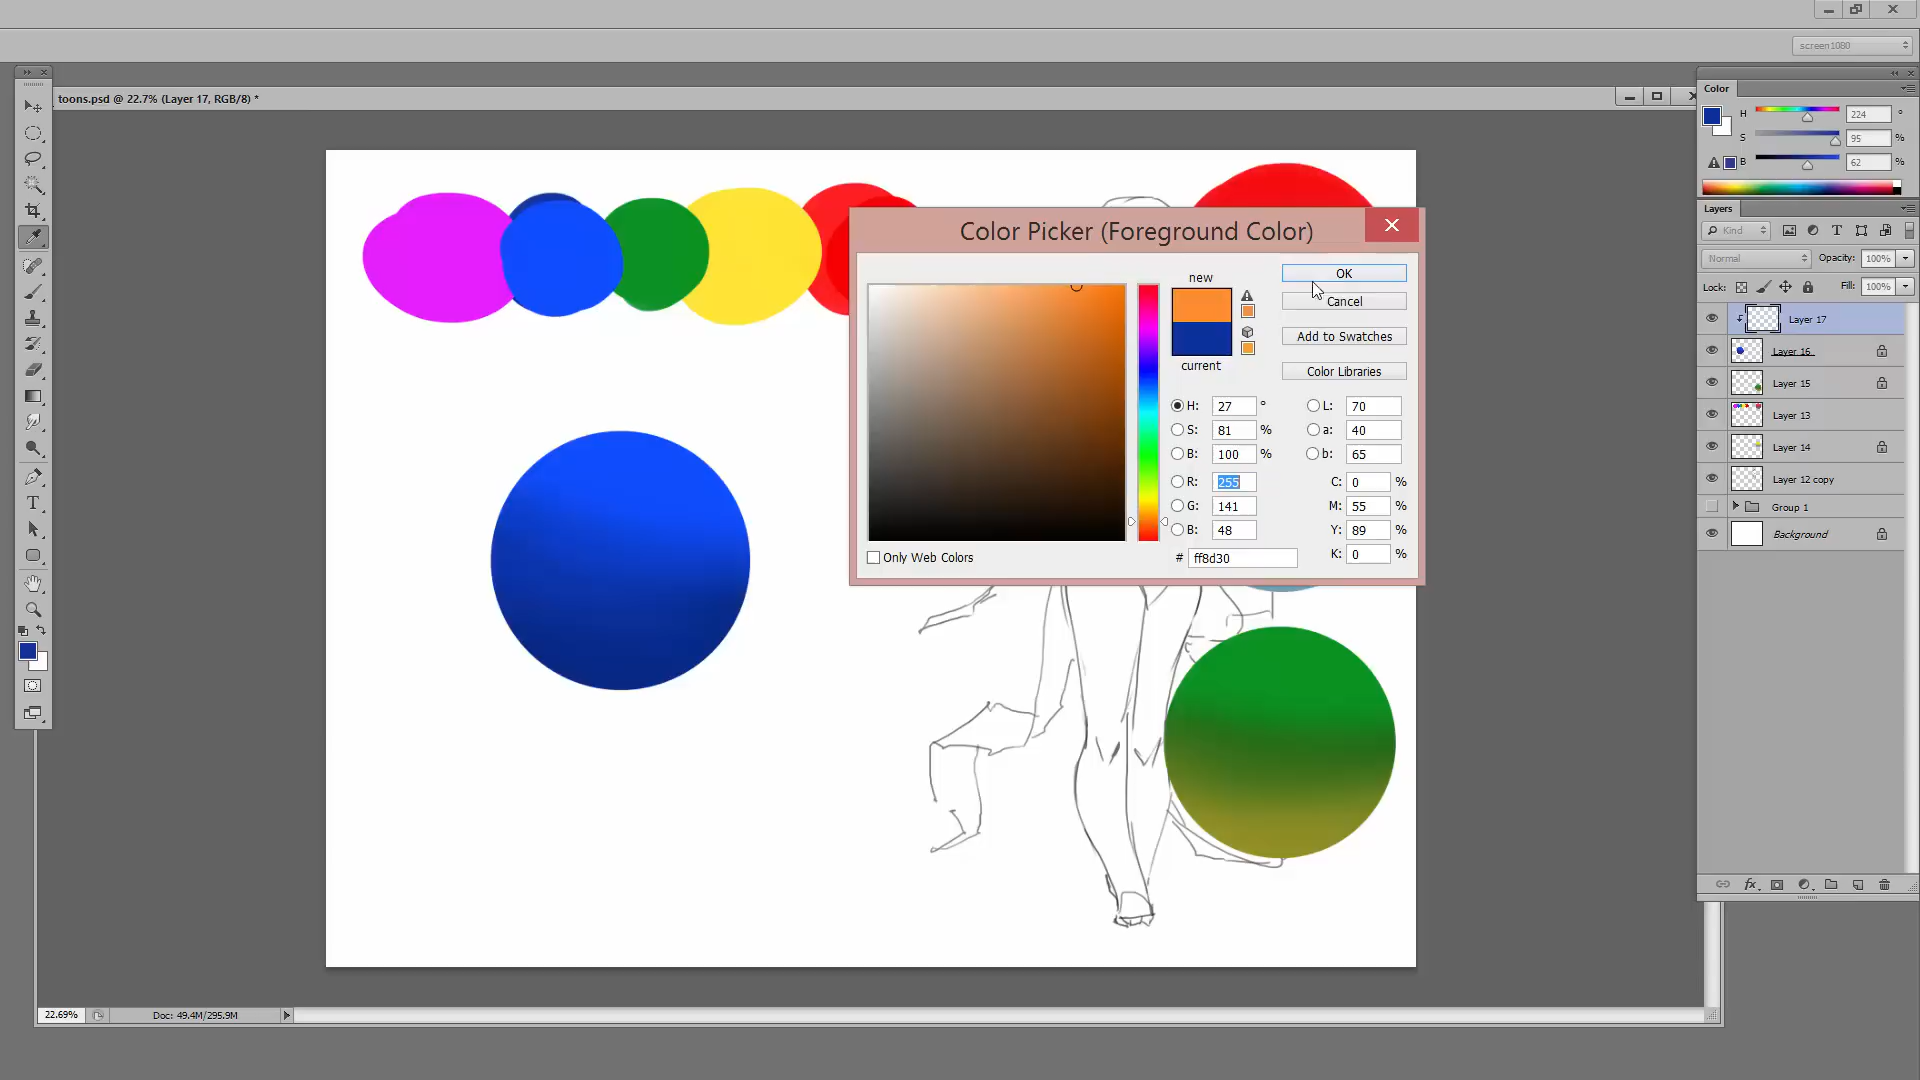 screen1080
toons.psd @ 22.7% (Layer 17, RGB/8) *
Color
H 224 °
S 95 %
B 62 %
Color Picker (Foreground Color)
new
current
OK
Cancel
Add to Swatches
Color Libraries
H: 27 ° L: 70
S: 81 % a: 40
B: 100 % b: 65
R: 255 C: 0 %
G: 141 M: 55 %
B: 48 Y: 89 %
# ff8d30 K: 0 %
Only Web Colors
Layers
Kind
Normal Opacity: 100%
Lock: Fill: 100%
Layer 17
Layer 16
Layer 15
Layer 13
Layer 14
Layer 12 copy
Group 1
Background
fx
T
22.69% Doc: 49.4M/295.9M